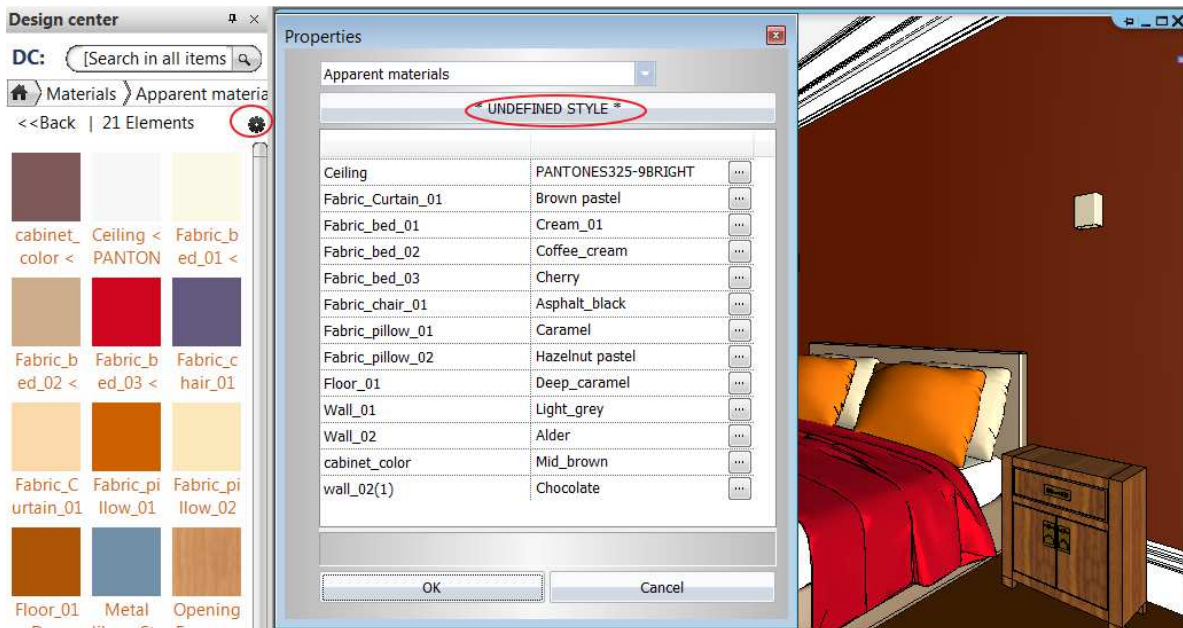 Design center
DC: [Search in all items
Materials Apparent materia
<<Back | 21 Elements
cabinet_ Ceiling < Fabric_b
color < PANTON ed_01 <
Fabric_b Fabric_b Fabric_c
ed_02 < ed_03 < hair_01
Fabric_C Fabric_pi Fabric_pi
urtain_01 llow_01 llow_02
Floor_01 Metal Opening
Properties
Apparent materials
* UNDEFINED STYLE *
Ceiling PANTONES325-9BRIGHT ...
Fabric_Curtain_01 Brown pastel ...
Fabric_bed_01 Cream_01 ...
Fabric_bed_02 Coffee_cream ...
Fabric_bed_03 Cherry ...
Fabric_chair_01 Asphalt_black ...
Fabric_pillow_01 Caramel ...
Fabric_pillow_02 Hazelnut pastel ...
Floor_01 Deep_caramel ...
Wall_01 Light_grey ...
Wall_02 Alder ...
cabinet_color Mid_brown ...
wall_02(1) Chocolate ...
OK Cancel